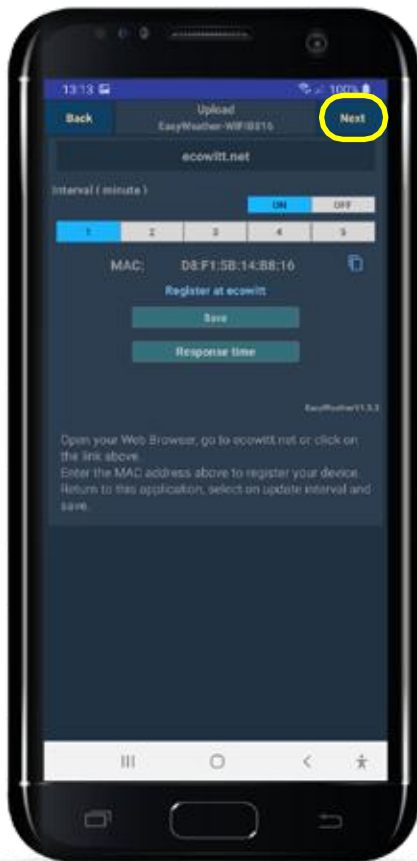 13:13 100%
Back Upload Next
EasyWeather-WIFIB816
ecowitt.net
Interval ( minute )
ON OFF
1 2 3 4 5
MAC: D8:F1:5B:14:B8:16
Register at ecowitt
Save
Response time
Open your Web Browser, go to ecowitt.net or click on
the link above.
Enter the MAC address above to register your device.
Return to this application, select an update interval and
save.